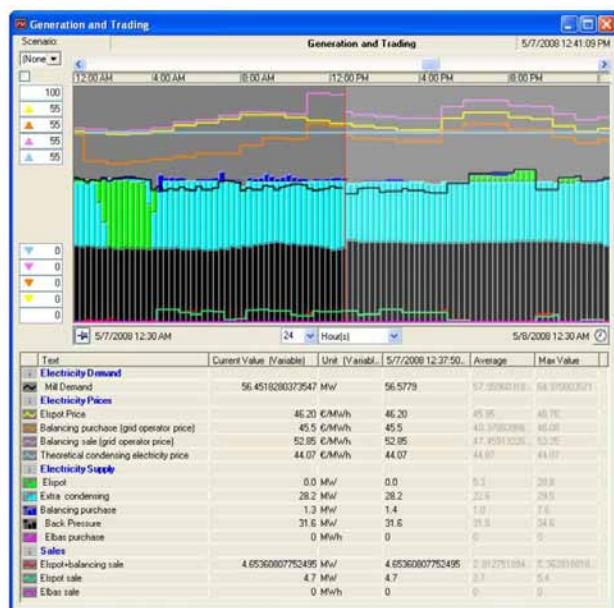 Generation and Trading
Scenario:
Generation and Trading
5/7/2008 12:41:09 PM
(None
12:00 AM 4:00 AM 8:00 AM 12:00 PM 4:00 PM 8:00 PM
100
55
55
55
55
0
0
0
0
0
5/7/2008 12:30 AM 24 Hour(s) 5/8/2008 12:30 AM
Text Current Value (Variable) Unit (Variabl... 5/7/2008 12:37:50... Average Max Value
Electricity Demand
Mill Demand 56.4518280373547 MW 56.5779
Electricity Prices
Elspot Price 46.20 €/MWh 46.20
Balancing purchase (grid operator price) 45.5 €/MWh 45.5
Balancing sale (grid operator price) 52.85 €/MWh 52.85
Theoretical condensing electricity price 44.07 €/MWh 44.07 44.07 44.07
Electricity Supply
Elspot 0.0 MW 0.0
Extra condensing 28.2 MW 28.2
Balancing purchase 1.3 MW 1.4
Back Pressure 31.6 MW 31.6
Elbas purchase 0 MWh 0
Sales
Elspot+balancing sale 4.65360807752495 MW 4.65360807752495
Elspot sale 4.7 MW 4.7
Elbas sale 0 MWh 0